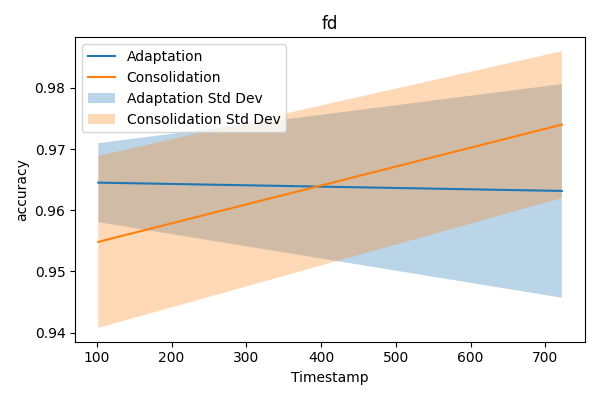 fd
Adaptation
Consolidation
Adaptation Std Dev
Consolidation Std Dev
accuracy
0.98
0.97
0.96
0.95
0.94
100 200 300 400 500 600 700
Timestamp